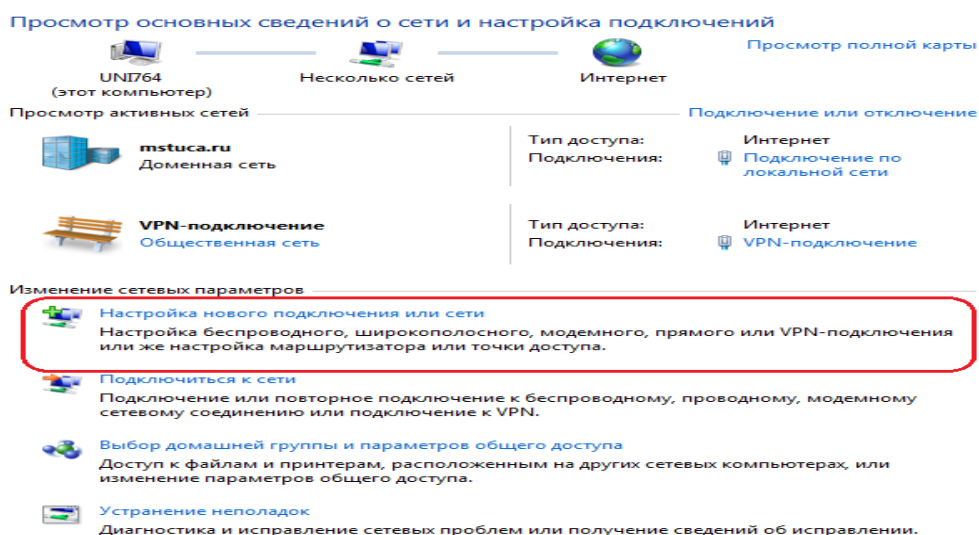 Просмотр основных сведений о сети и настройка подключений
Просмотр полной карты
UNI764
(этот компьютер)
Несколько сетей
Интернет
Просмотр активных сетей
Подключение или отключение
mstuca.ru
Доменная сеть
Тип доступа: Интернет
Подключения: Подключение по
локальной сети
VPN-подключение
Общественная сеть
Тип доступа: Интернет
Подключения: VPN-подключение
Изменение сетевых параметров
Настройка нового подключения или сети
Настройка беспроводного, широкополосного, модемного, прямого или VPN-подключения
или же настройка маршрутизатора или точки доступа.
Подключиться к сети
Подключение или повторное подключение к беспроводному, проводному, модемному
сетевому соединению или подключение к VPN.
Выбор домашней группы и параметров общего доступа
Доступ к файлам и принтерам, расположенным на других сетевых компьютерах, или
изменение параметров общего доступа.
Устранение неполадок
Диагностика и исправление сетевых проблем или получение сведений об исправлении.